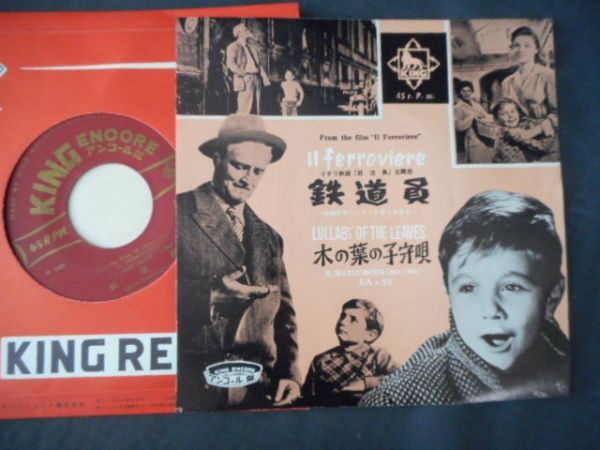 KING ENCORE
アンコール盤
45RPM
KING RE
KING
45 r.p.m.
From the film "Il Ferroviere"
il ferroviere
イタリ映画「鉄道員」主題曲
鉄道員
LULLABY OF THE LEAVES
木の葉の子守唄
EA - 92
KING ENCORE
アンコール盤